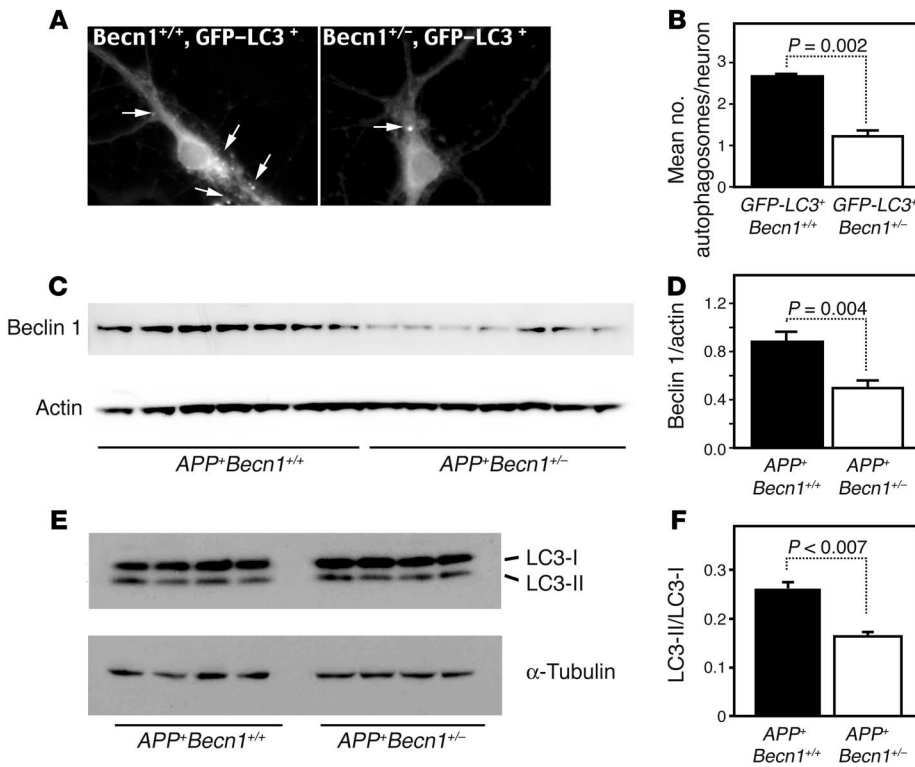 A
Becn1+/+, GFP-LC3 +
Becn1+/-, GFP-LC3 +
B
Mean no.
autophagosomes/neuron
3
2
1
0
P = 0.002
GFP-LC3+ GFP-LC3+
Becn1+/+ Becn1+/–
C
Beclin 1
Actin
APP+Becn1+/+
APP+Becn1+/–
D
Beclin 1/actin
1.2
0.8
0.4
0.0
P = 0.004
APP+ APP+
Becn1+/+ Becn1+/–
E
LC3-I
LC3-II
α-Tubulin
APP+Becn1+/+
APP+Becn1+/–
F
LC3-II/LC3-I
0.3
0.2
0.1
0
P < 0.007
APP+ APP+
Becn1+/+ Becn1+/–